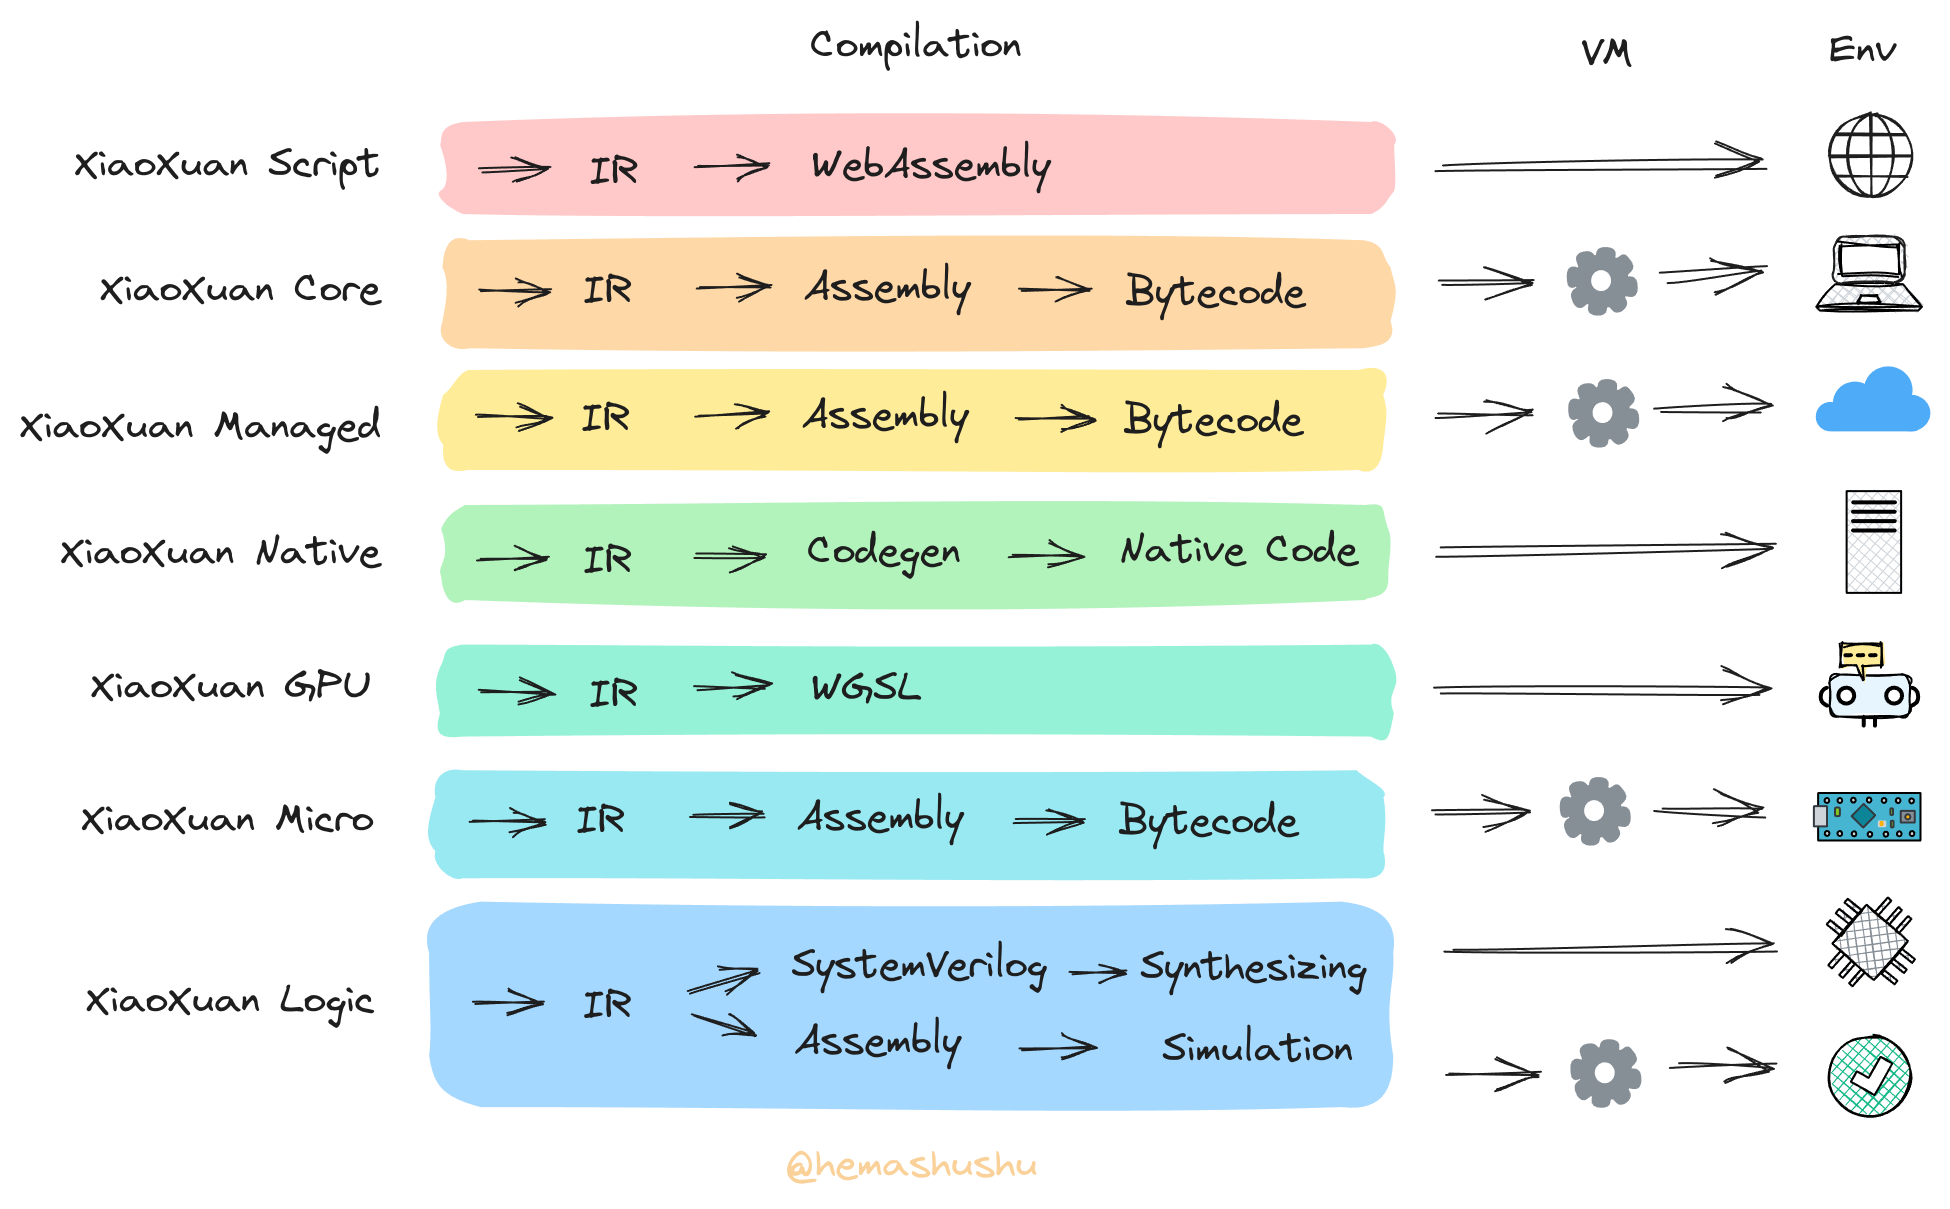 Compilation VM Env
XiaoXuan Script IR WebAssembly
XiaoXuan Core IR Assembly Bytecode
XiaoXuan Managed IR Assembly Bytecode
XiaoXuan Native IR Codegen Native Code
XiaoXuan GPU IR WGSL
XiaoXuan Micro IR Assembly Bytecode
SystemVerilog Synthesizing
XiaoXuan Logic IR
Assembly Simulation
@hemashushu